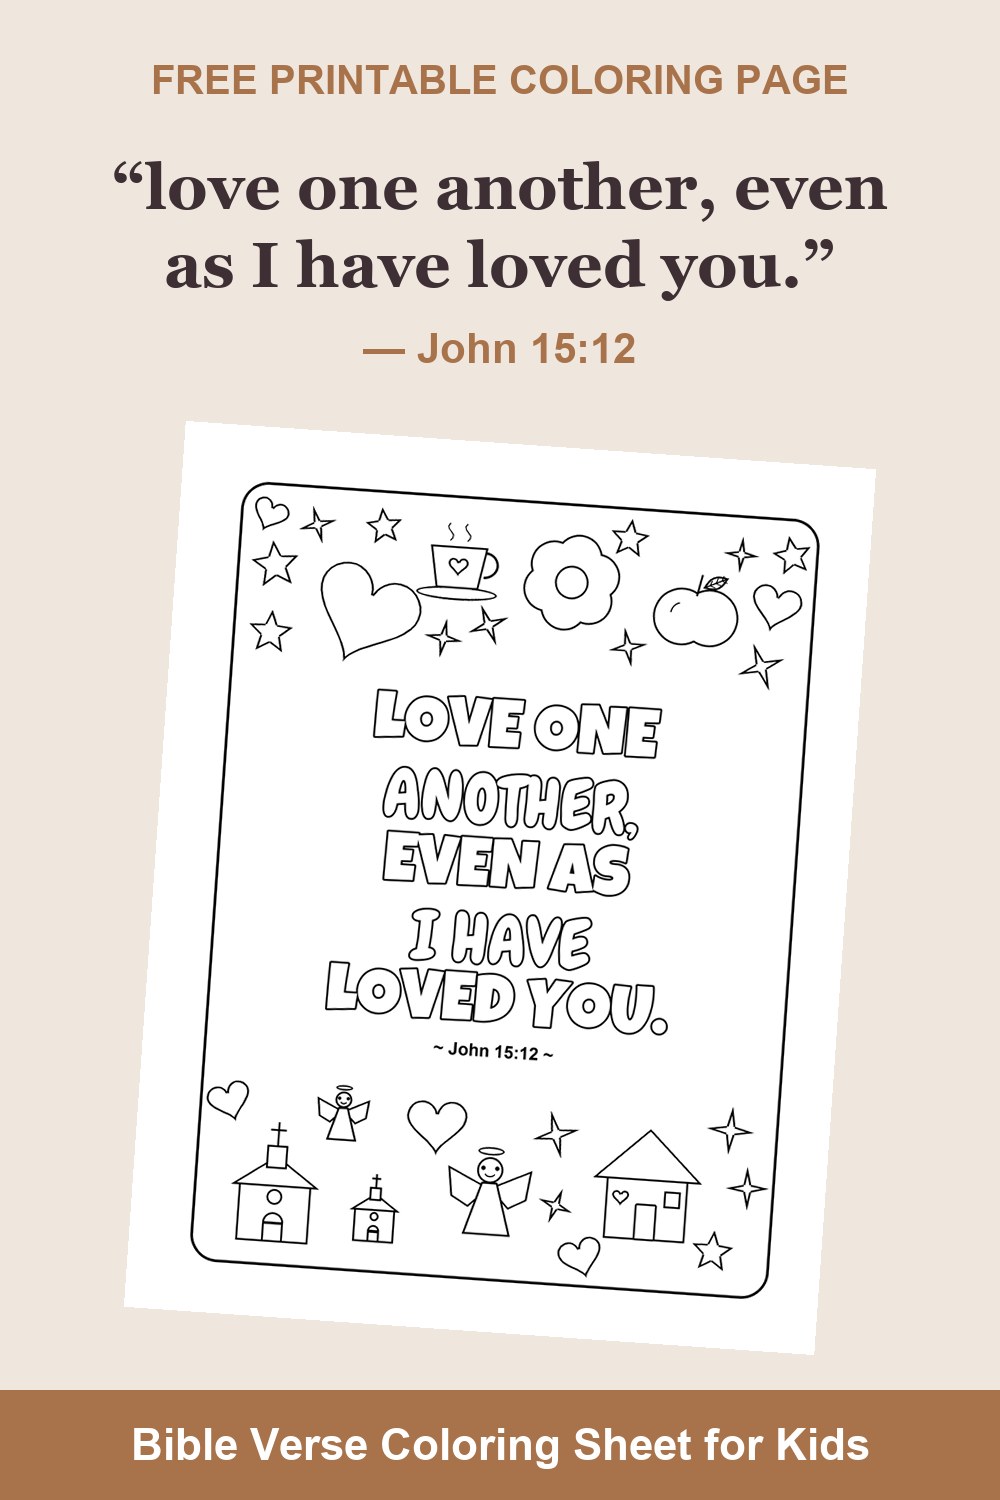 FREE PRINTABLE COLORING PAGE
“love one another, even
as I have loved you.”
— John 15:12
LOVE ONE
ANOTHER,
EVEN AS
I HAVE
LOVED YOU.
~ John 15:12 ~
Bible Verse Coloring Sheet for Kids